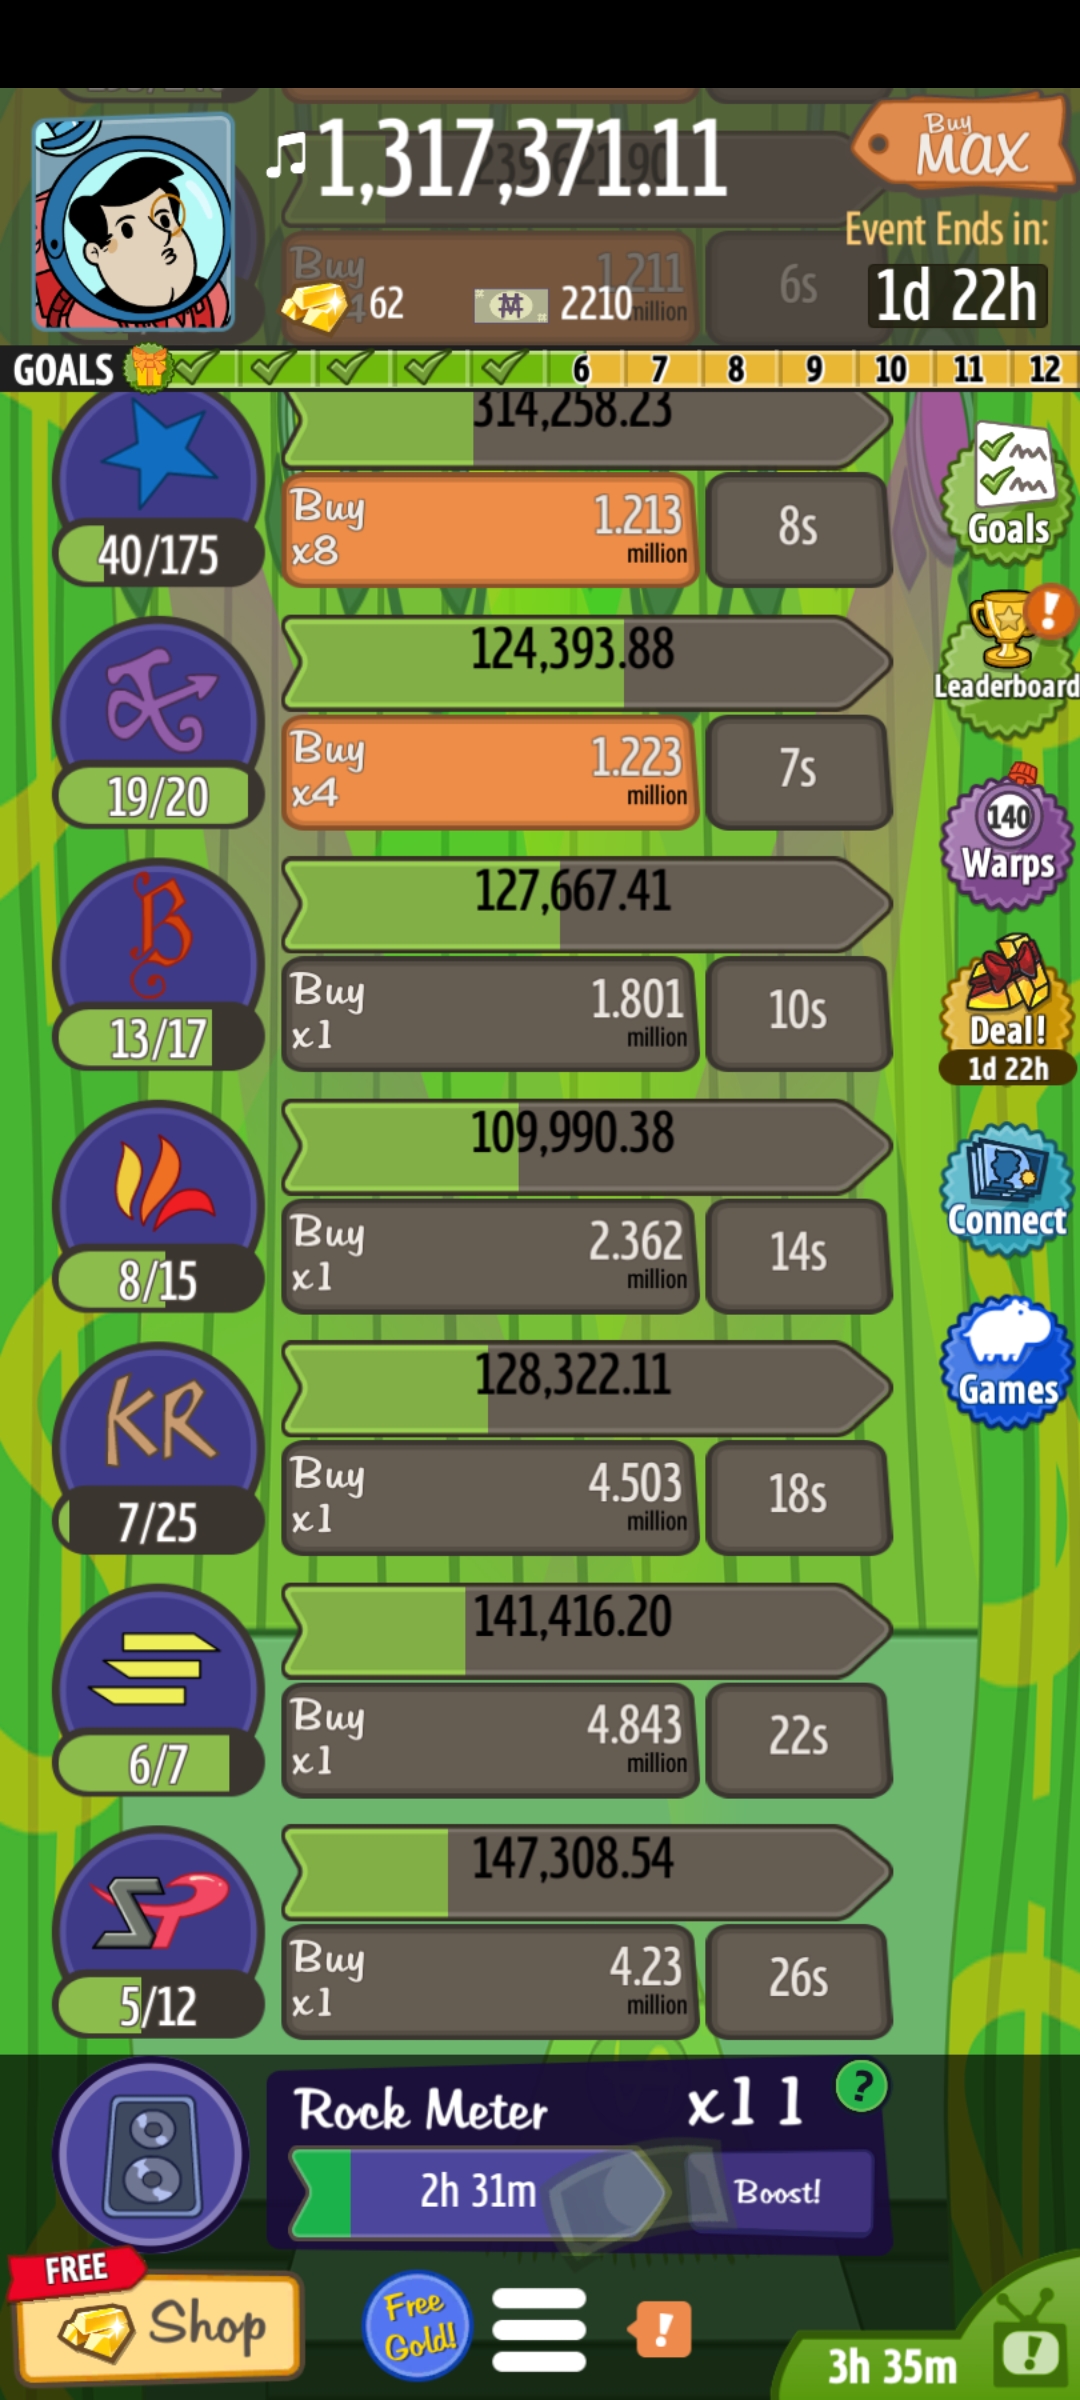 1,317,371.11
Buy
MAX
Event Ends in:
1d 22h
62
2210
Buy
1.211
million
6s
GOALS 6 7 8 9 10 11 12
314,258.23
40/175
Buy
x8
1.213
million
8s
Goals
124,393.88
19/20
Buy
x4
1.223
million
7s
Leaderboard
127,667.41
13/17
Buy
x1
1.801
million
10s
140
Warps
Deal!
1d 22h
109,990.38
8/15
Buy
x1
2.362
million
14s
Connect
128,322.11
KR
7/25
Buy
x1
4.503
million
18s
Games
141,416.20
6/7
Buy
x1
4.843
million
22s
147,308.54
5/12
Buy
x1
4.23
million
26s
Rock Meter
x11
?
2h 31m
Boost!
FREE
Shop
Free
Gold!
!
3h 35m
!